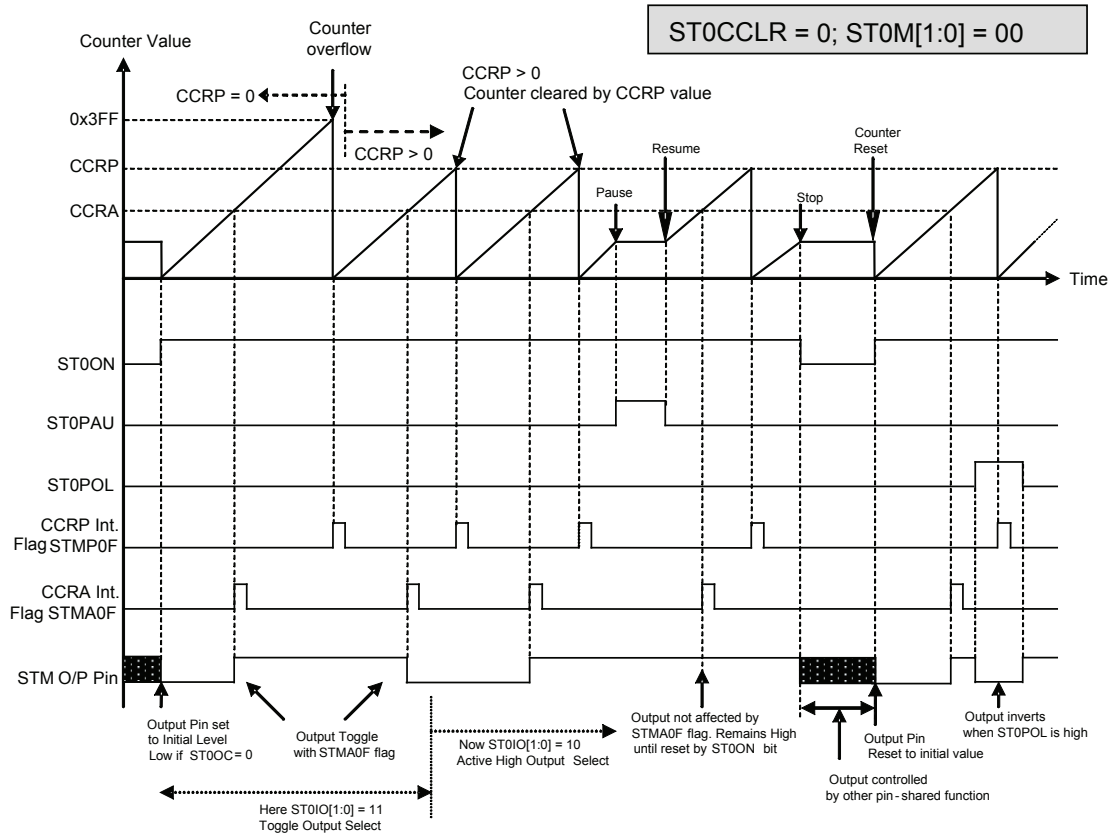 ST0CCLR = 0; ST0M[1:0] = 00
Counter Value
Counter
overflow
CCRP = 0
CCRP > 0
CCRP > 0
Counter cleared by CCRP value
0x3FF
CCRP
CCRA
Pause
Resume
Stop
Counter
Reset
Time
ST0ON
ST0PAU
ST0POL
CCRP Int.
Flag STMP0F
CCRA Int.
Flag STMA0F
STM O/P Pin
Output Pin set
to Initial Level
Low if ST0OC=0
Output Toggle
with STMA0F flag
Here ST0IO[1:0] = 11
Toggle Output Select
Now ST0IO[1:0] = 10
Active High Output Select
Output not affected by
STMA0F flag. Remains High
until reset by ST0ON bit
Output controlled
by other pin-shared function
Output Pin
Reset to initial value
Output inverts
when ST0POL is high